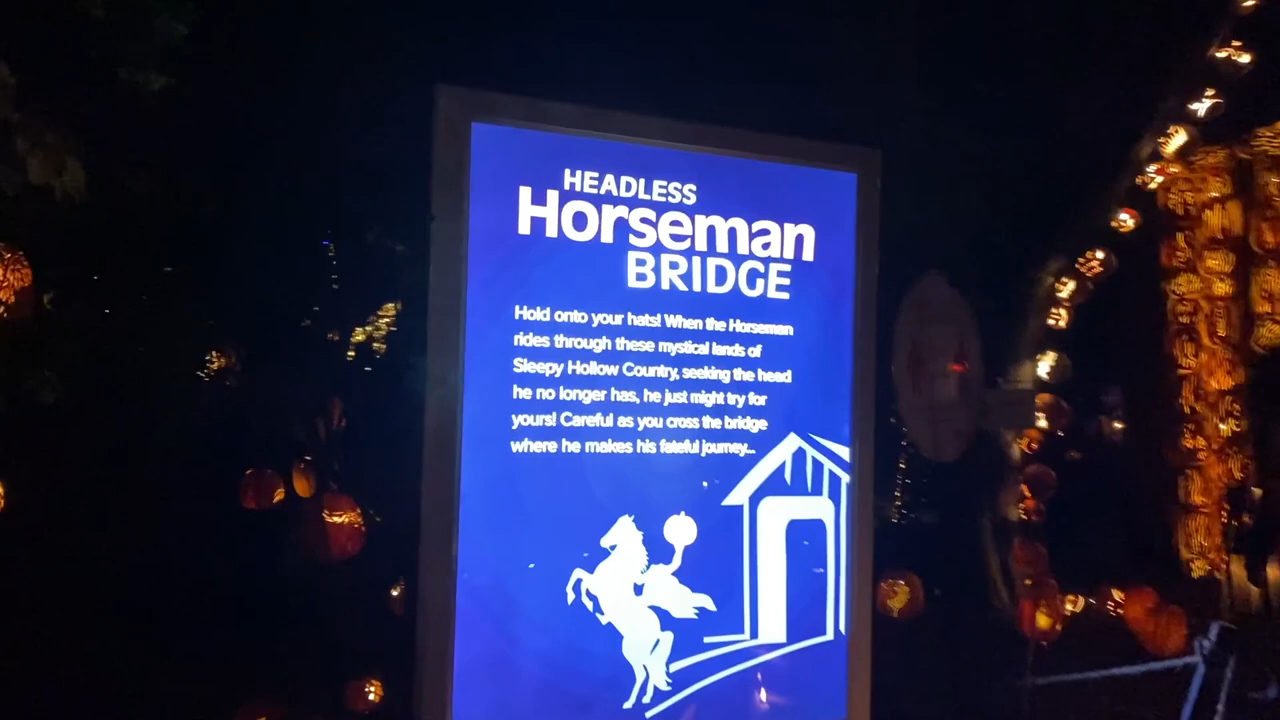 HEADLESS
Horseman
BRIDGE
Hold onto your hats! When the Horseman
rides through these mystical lands of
Sleepy Hollow Country, seeking the head
he no longer has, he just might try for
yours! Careful as you cross the bridge
where he makes his fateful journey...